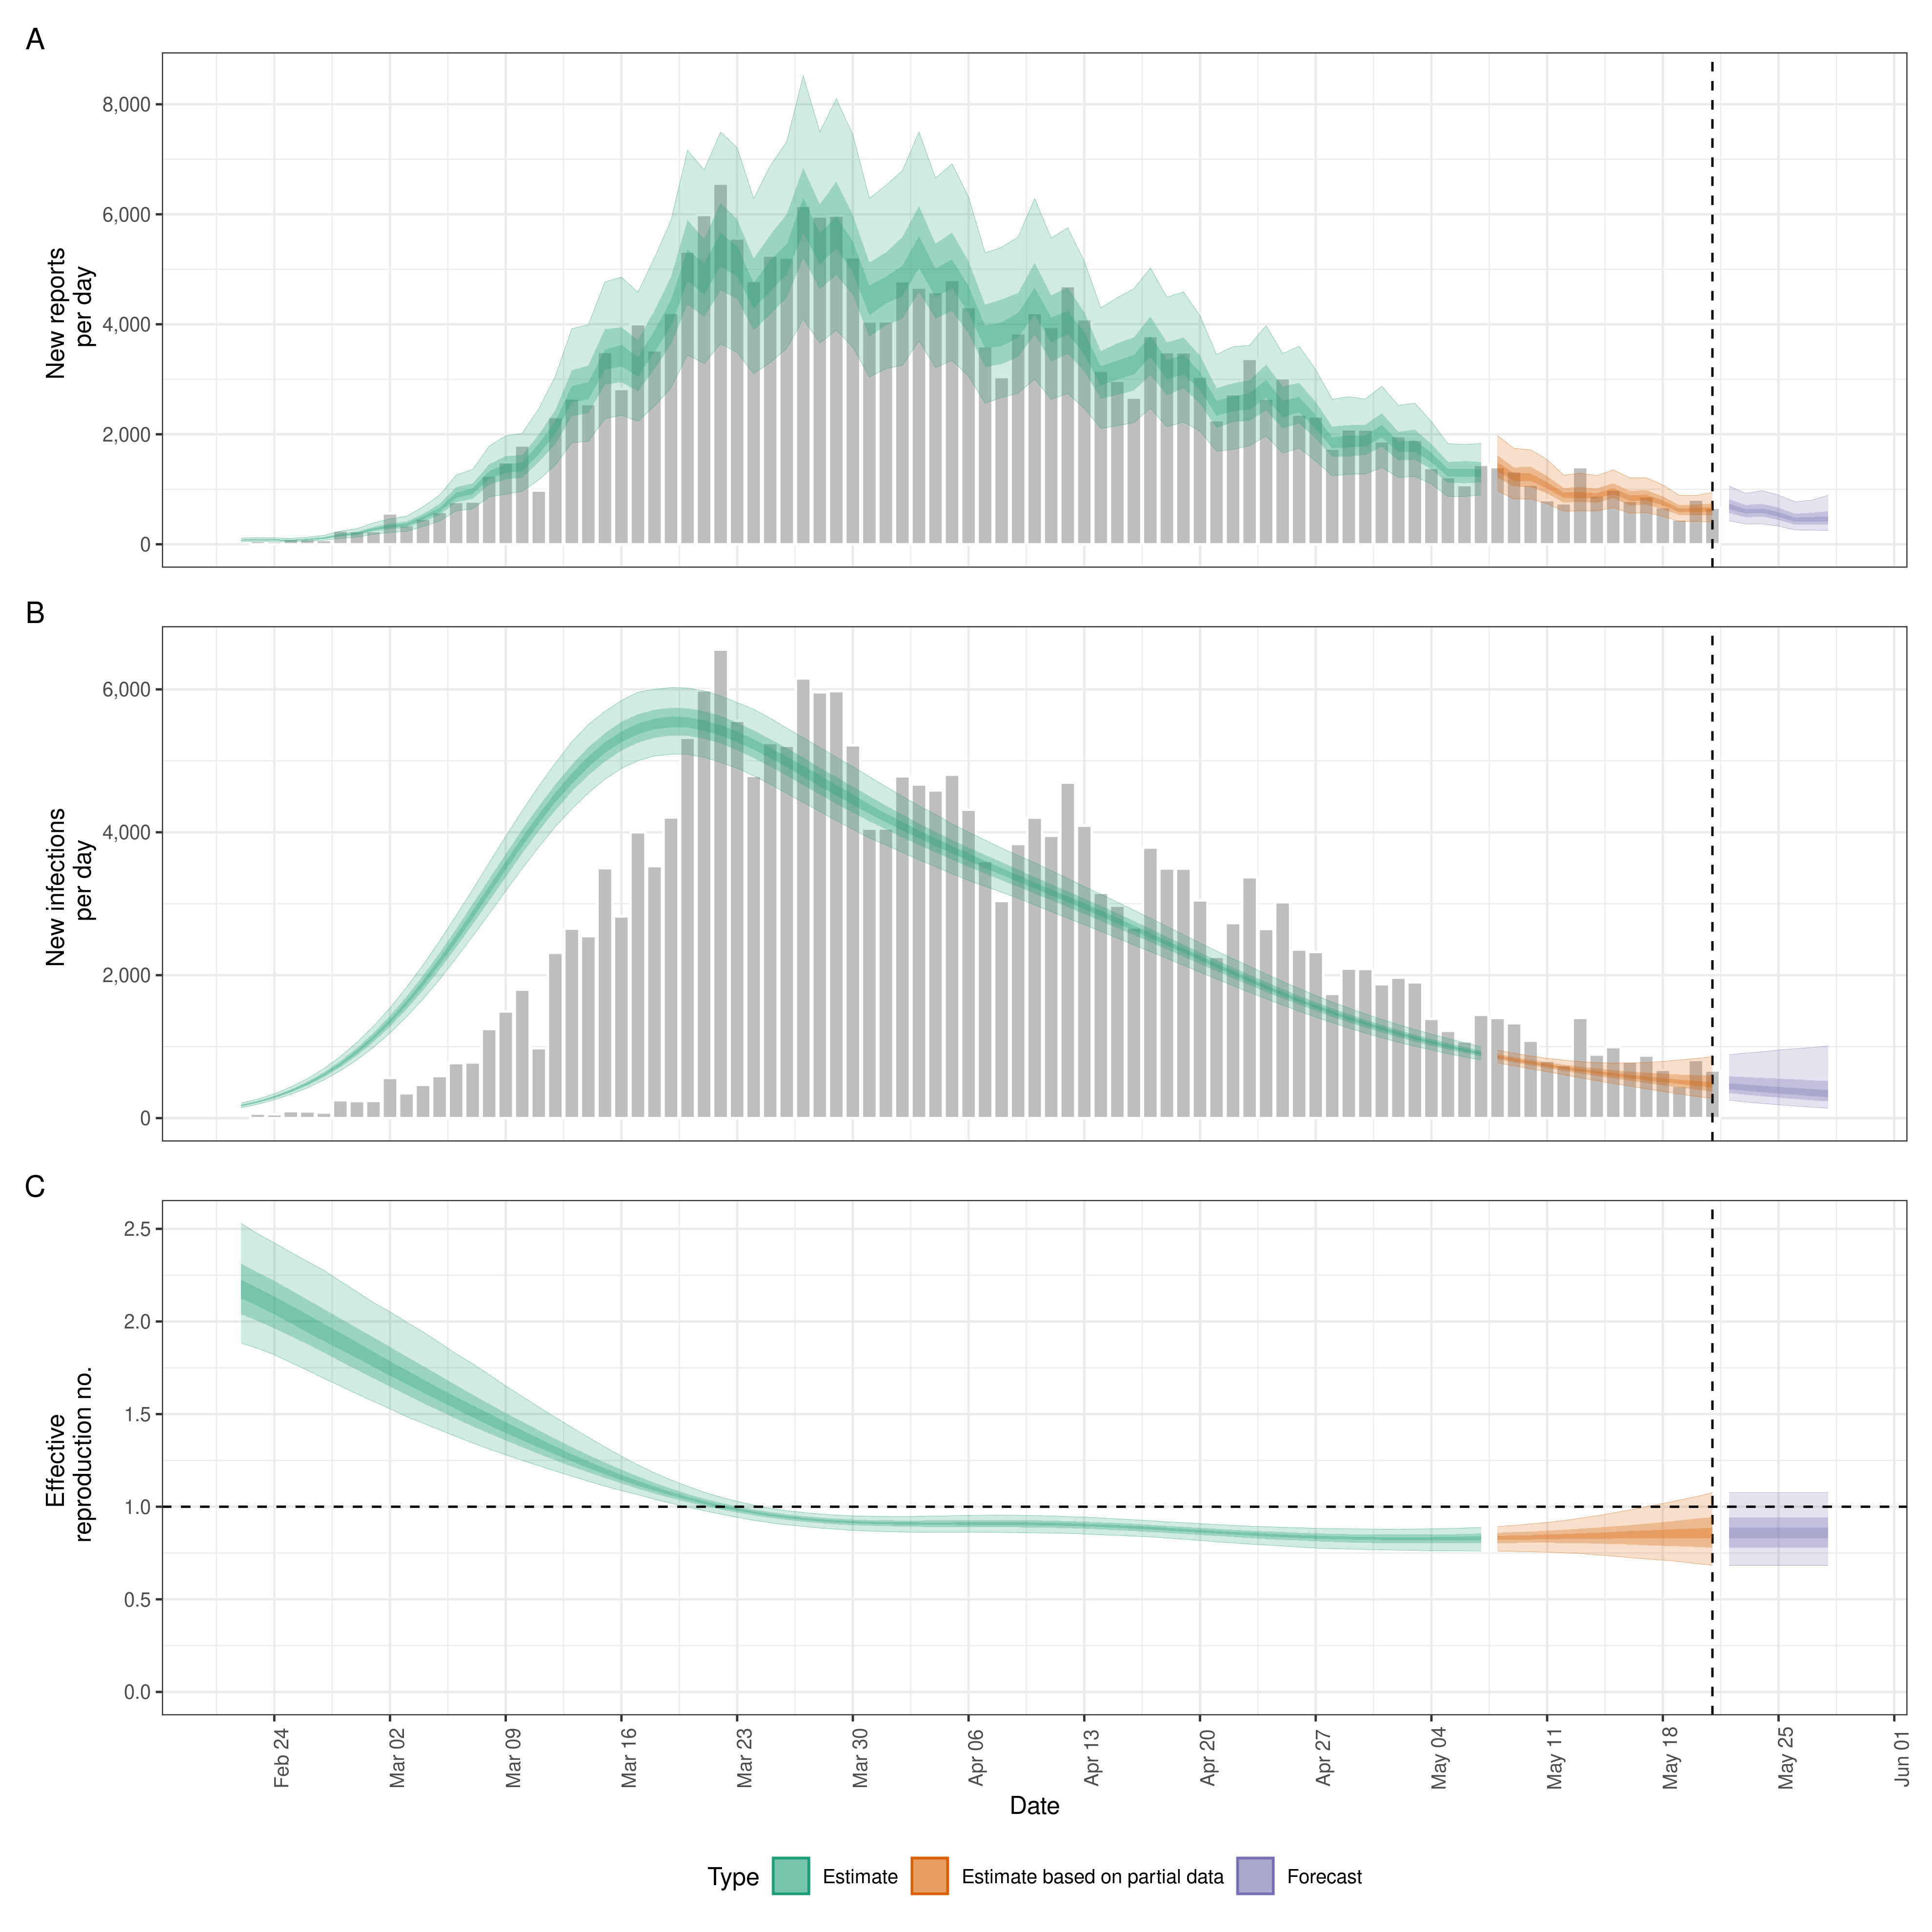 A
8,000
6,000
4,000
2,000
0
New reports
per day
B
6,000
4,000
2,000
0
New infections
per day
C
2.5
2.0
1.5
1.0
0.5
0.0
Effective
reproduction no.
Feb 24
Mar 02
Mar 09
Mar 16
Mar 23
Mar 30
Apr 06
Apr 13
Apr 20
Apr 27
May 04
May 11
May 18
May 25
Jun 01
Date
Type Estimate Estimate based on partial data Forecast